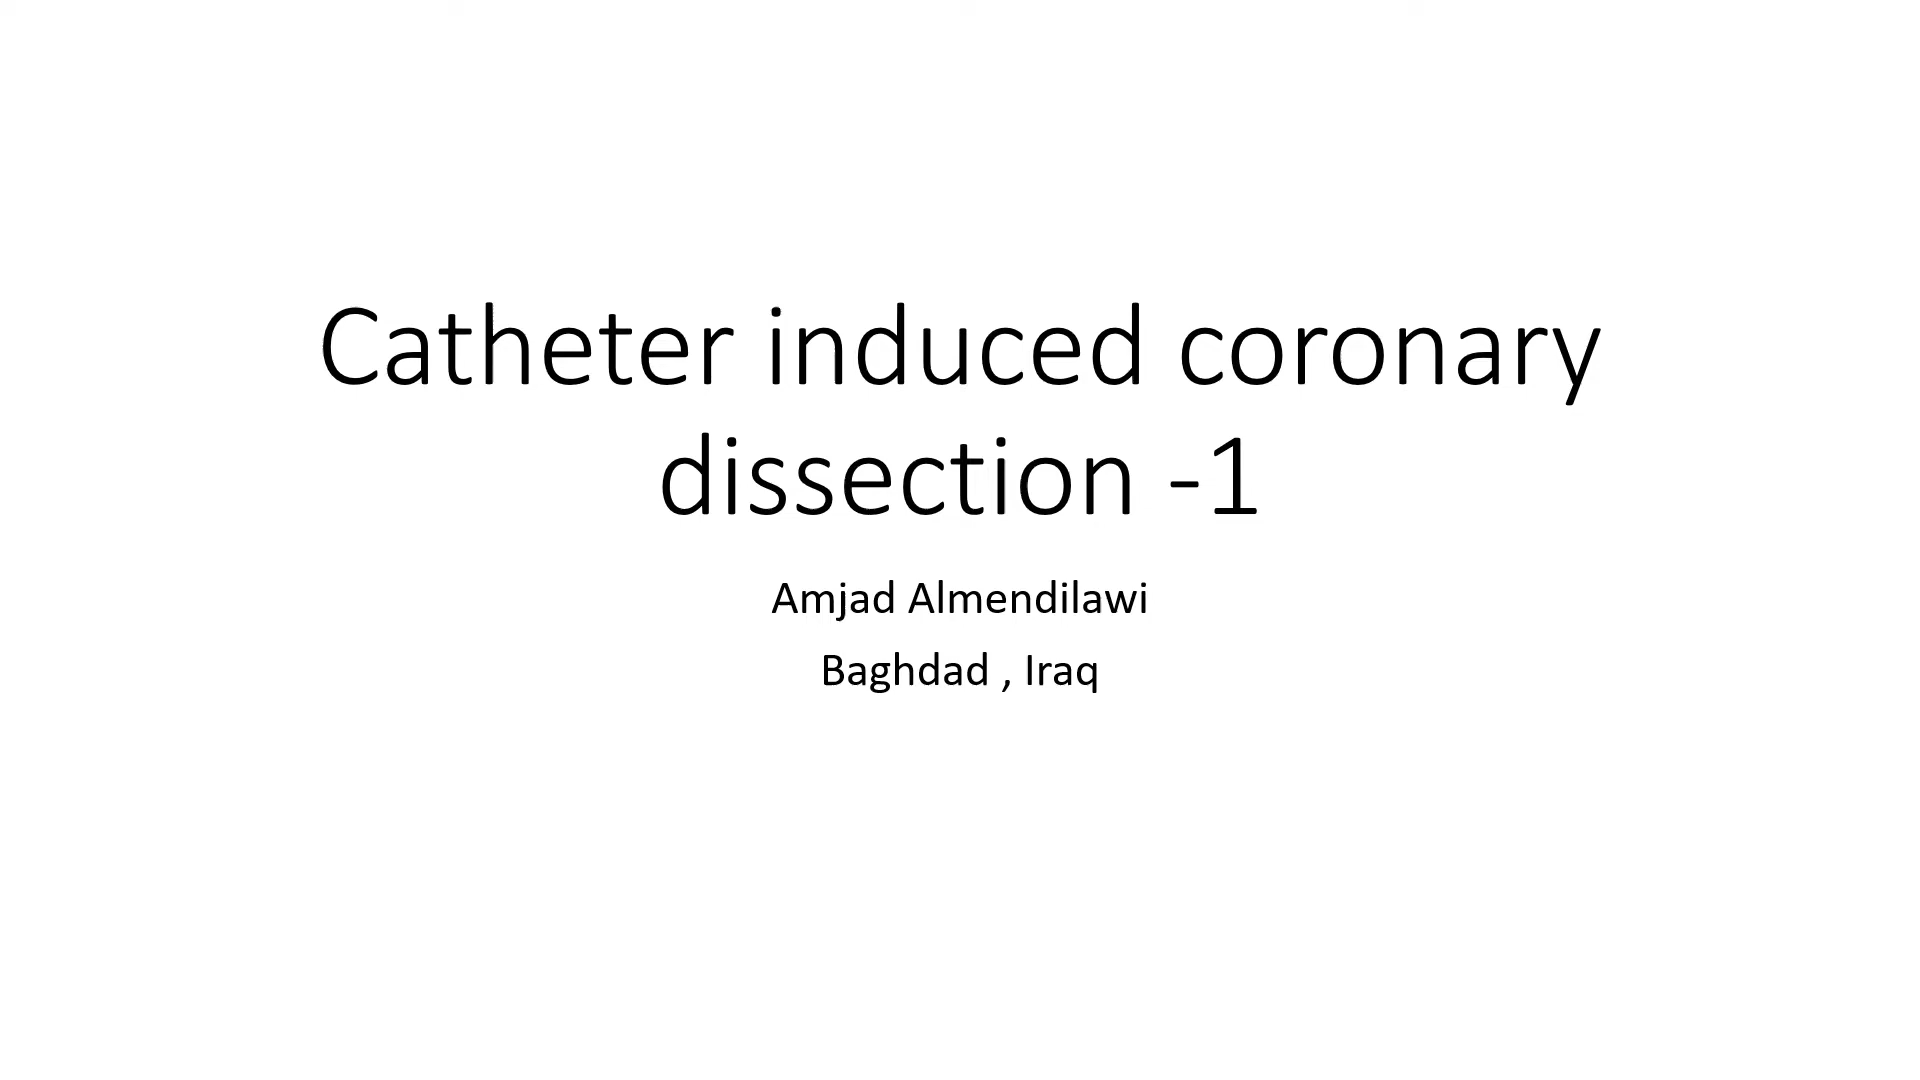 Catheter induced coronary
dissection -1
Amjad Almendilawi
Baghdad , Iraq